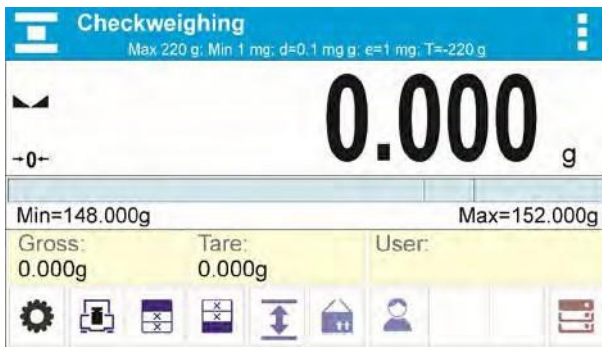 Checkweighing
Max 220 g: Min 1 mg: d=0.1 mg g: e=1 mg: T=-220 g
0.000 g
→0←
Min=148.000g Max=152.000g
Gross: Tare: User:
0.000g 0.000g